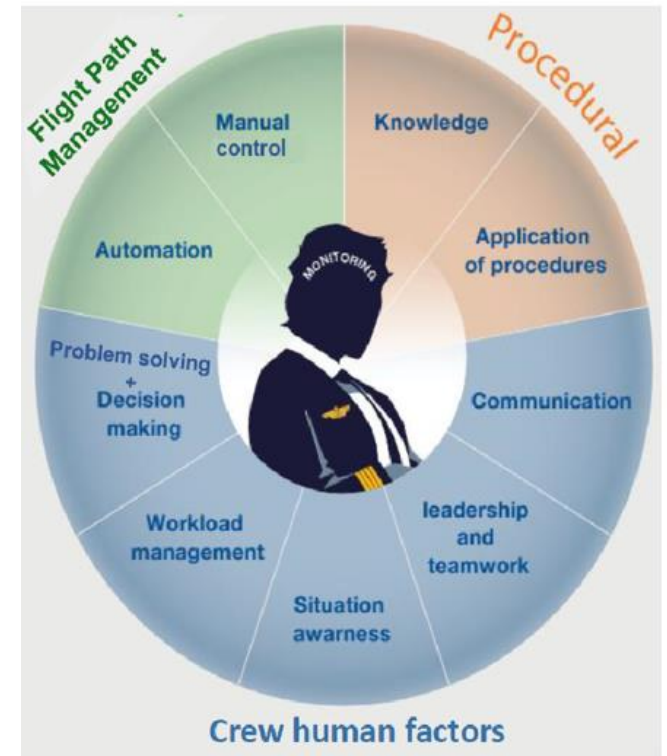 Flight Path
Management
Procedural
Manual
control
Knowledge
Automation
Application
of procedures
MONITORING
Problem solving
+
Decision
making
Communication
Workload
management
leadership
and
teamwork
Situation
awarness
Crew human factors